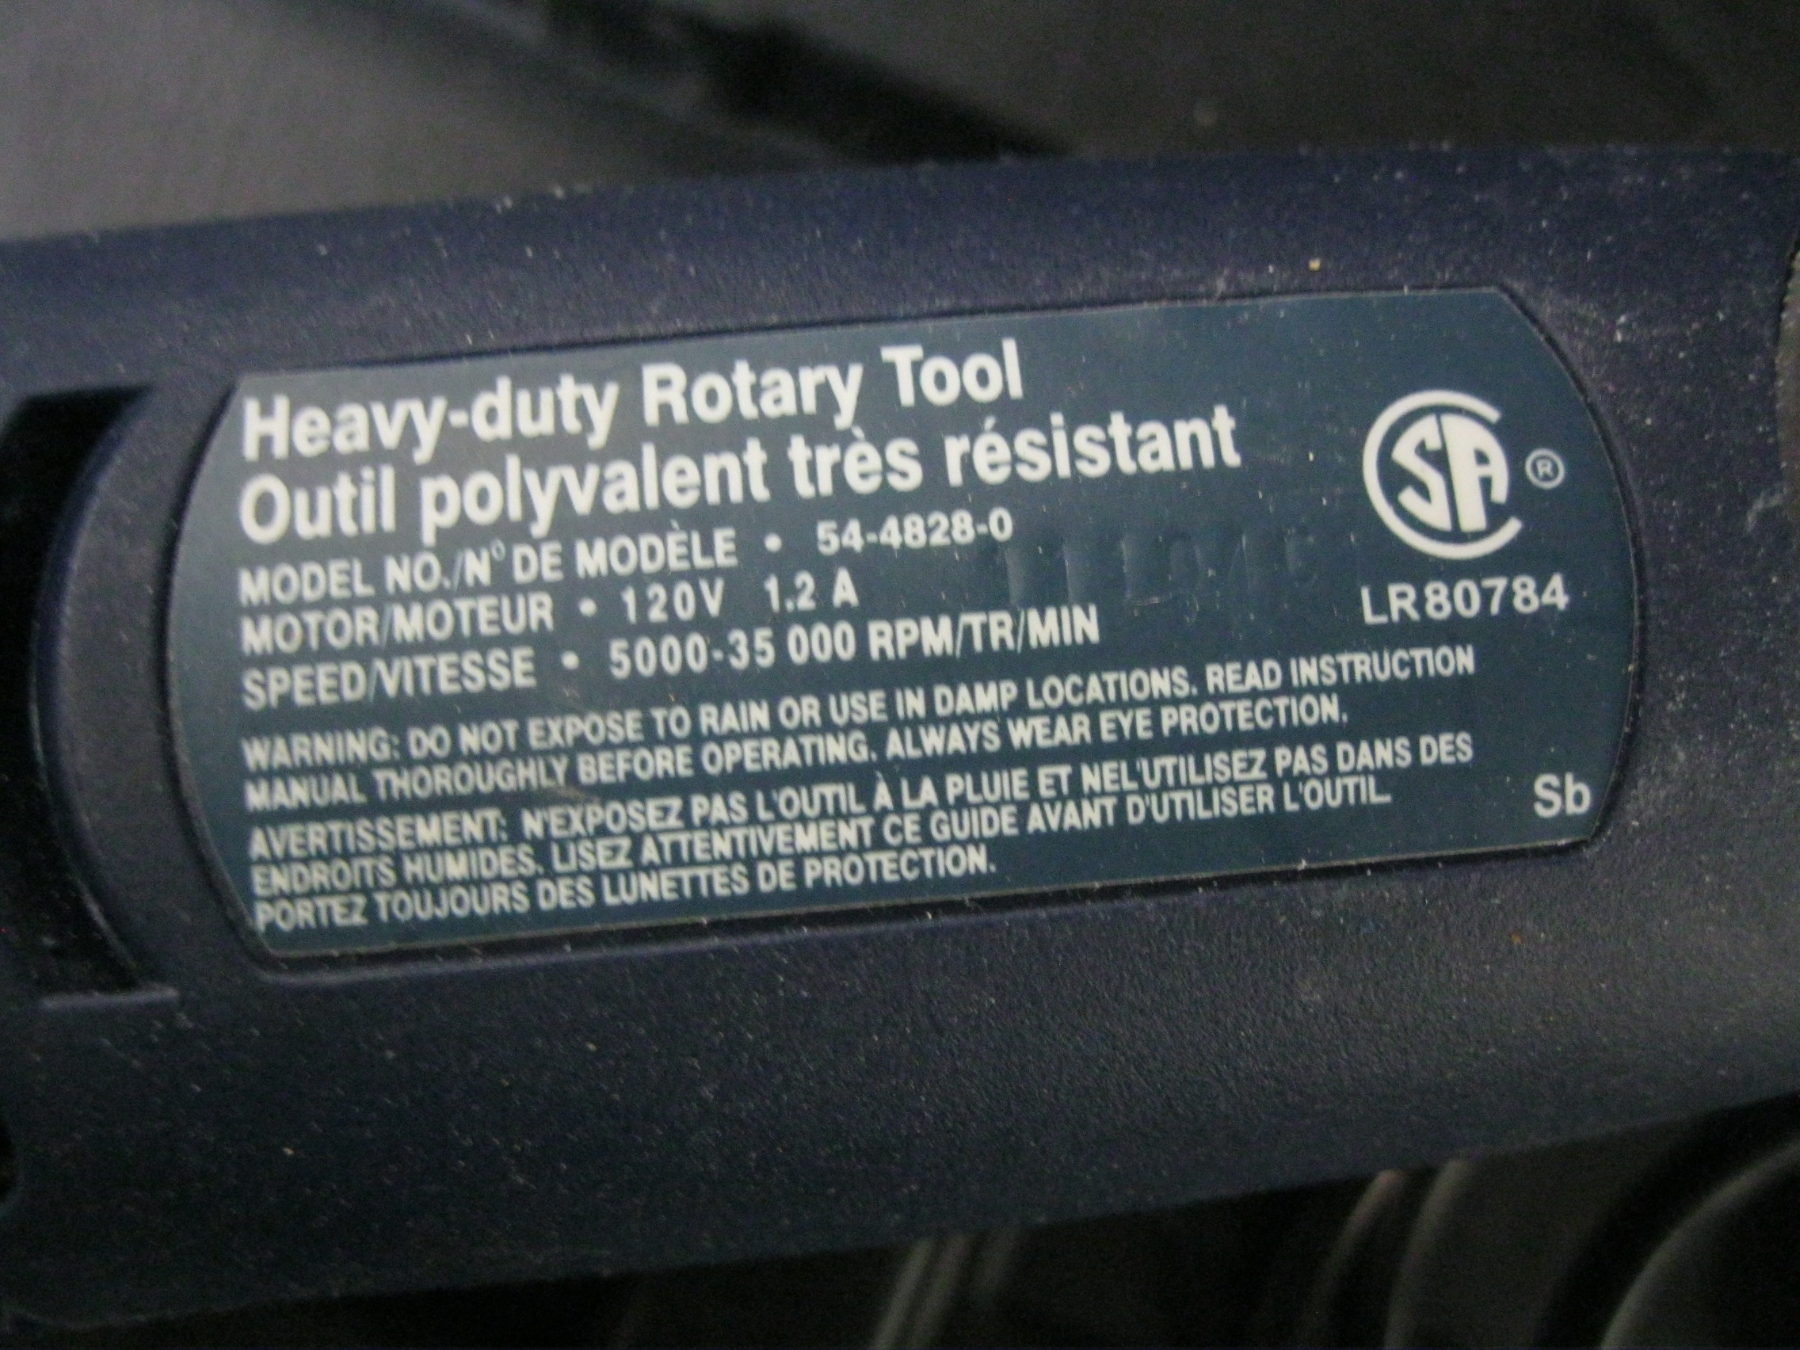 Heavy-duty Rotary Tool
Outil polyvalent très résistant
MODEL NO./N° DE MODÈLE • 54-4828-0
MOTOR/MOTEUR • 120V 1.2 A
SPEED/VITESSE • 5000-35 000 RPM/TR/MIN
WARNING: DO NOT EXPOSE TO RAIN OR USE IN DAMP LOCATIONS. READ INSTRUCTION
MANUAL THOROUGHLY BEFORE OPERATING. ALWAYS WEAR EYE PROTECTION.
AVERTISSEMENT: N'EXPOSEZ PAS L'OUTIL À LA PLUIE ET NEL'UTILISEZ PAS DANS DES
ENDROITS HUMIDES. LISEZ ATTENTIVEMENT CE GUIDE AVANT D'UTILISER L'OUTIL.
PORTEZ TOUJOURS DES LUNETTES DE PROTECTION.
CSA ®
LR80784
Sb